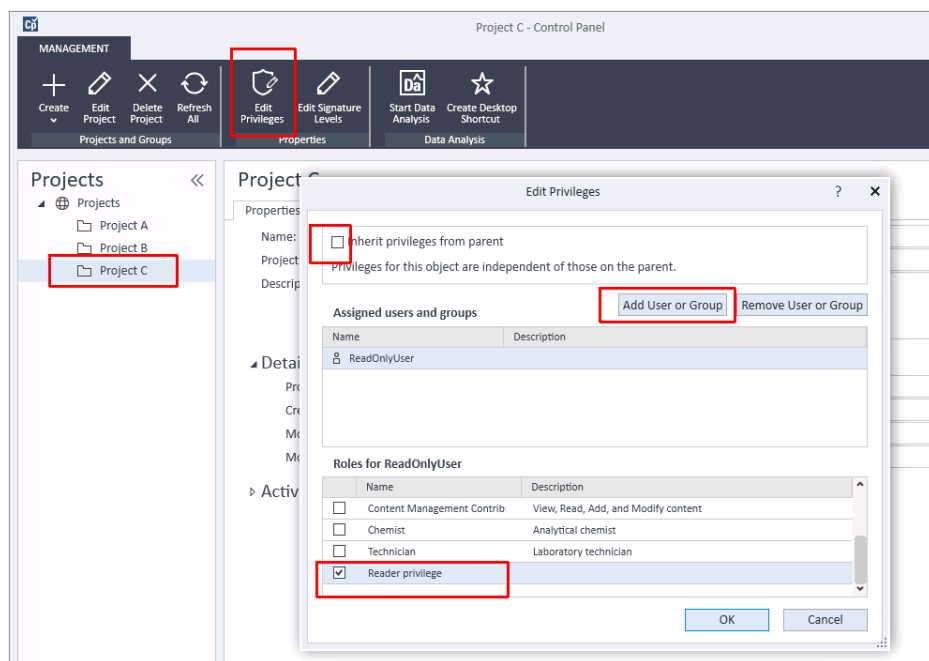 Cp
Project C - Control Panel
MANAGEMENT
Create
Edit Project
Delete Project
Refresh All
Edit Privileges
Edit Signature Levels
Start Data Analysis
Create Desktop Shortcut
Projects and Groups
Properties
Data Analysis
Projects
Projects
Project A
Project B
Project C
Project C
Properties
Name:
Project
Descrip
Detai
Pro
Cre
Mo
Mo
Activ
Edit Privileges
?
Inherit privileges from parent
Privileges for this object are independent of those on the parent.
Add User or Group
Remove User or Group
Assigned users and groups
Name Description
ReadOnlyUser
Roles for ReadOnlyUser
Name Description
Content Management Contrib View, Read, Add, and Modify content
Chemist Analytical chemist
Technician Laboratory technician
Reader privilege
OK Cancel